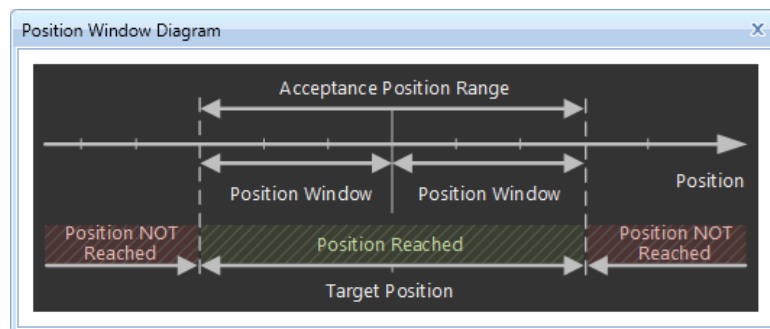 Position Window Diagram
x
Acceptance Position Range
Position
Position Window
Position Window
Position NOT
Reached
Position Reached
Position NOT
Reached
Target Position